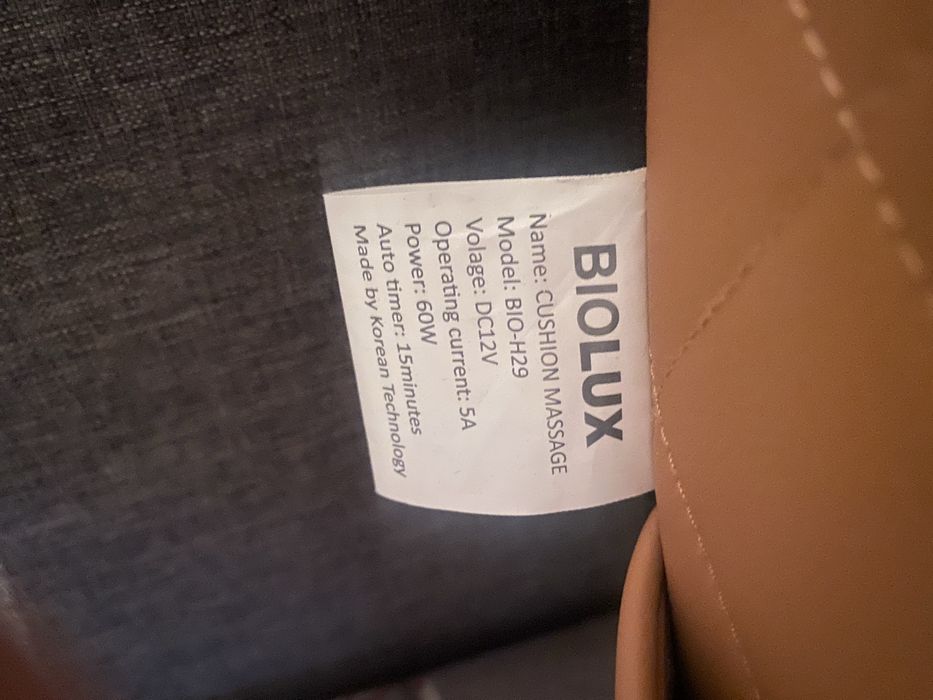 BIOLUX
Name: CUSHION MASSAGE
Model: BIO-H29
Volage: DC12V
Operating current: 5A
Power: 60W
Auto timer: 15minutes
Made by Korean Technology